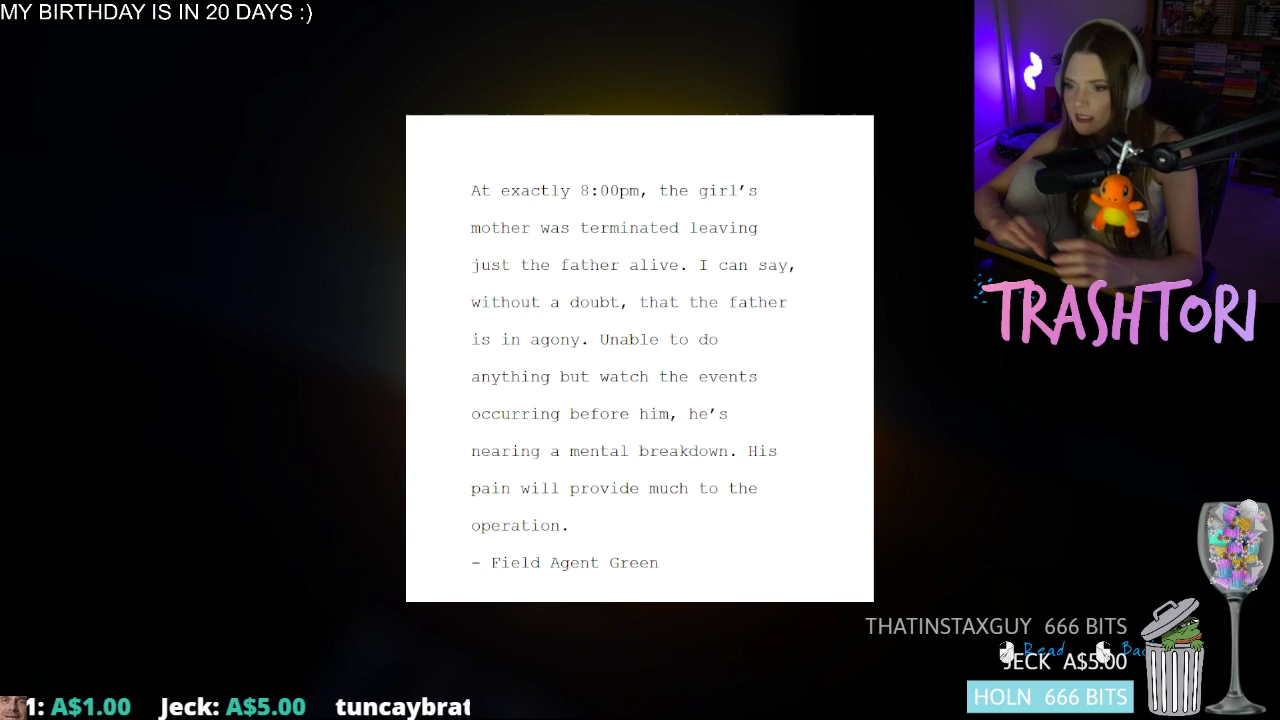 MY BIRTHDAY IS IN 20 DAYS :)
At exactly 8:00pm, the girl's
mother was terminated leaving
just the father alive. I can say,
without a doubt, that the father
is in agony. Unable to do
anything but watch the events
occurring before him, he's
nearing a mental breakdown. His
pain will provide much to the
operation.
- Field Agent Green
TRASHTORI
THATINSTAXGUY 666 BITS
Read
JECK A$5.00
HOLN 666 BITS
1: A$1.00 Jeck: A$5.00 tuncaybrat